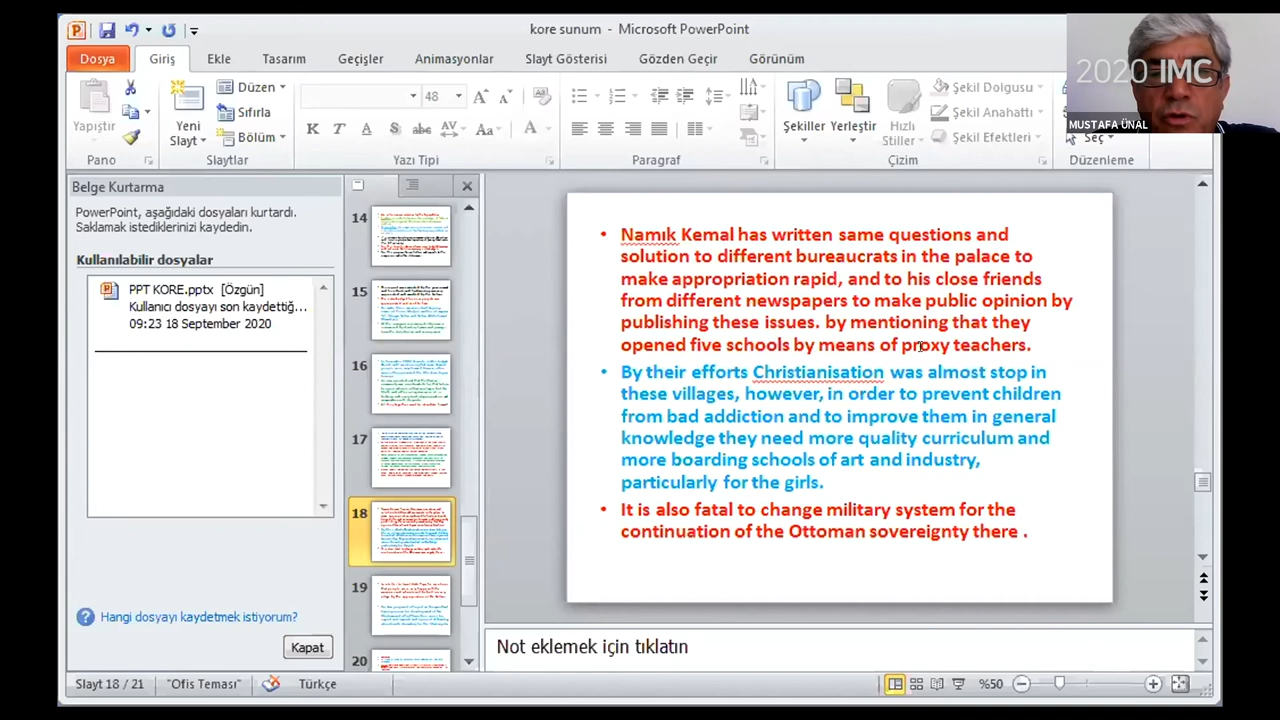 kore sunum - Microsoft PowerPoint
2020 IMC
MUSTAFA ÜNAL
Dosya Giriş Ekle Tasarım Geçişler Animasyonlar Slayt Gösterisi Gözden Geçir Görünüm
Yapıştır
Pano
Yeni
Slayt
Düzen
Sıfırla
Bölüm
Slaytlar
48
K T A S abc AV Aa A
Yazı Tipi
Paragraf
Şekiller
Yerleştir
Hızlı
Stiller
Şekil Dolgusu
Şekil Anahattı
Şekil Efektleri
Çizim
Seç
Düzenleme
Belge Kurtarma
PowerPoint, aşağıdaki dosyaları kurtardı.
Saklamak istediklerinizi kaydedin.
Kullanılabilir dosyalar
PPT KORE.pptx [Özgün]
Kullanıcı dosyayı son kaydettiğ...
09:23 18 September 2020
Hangi dosyayı kaydetmek istiyorum?
Kapat
14
15
16
17
18
19
20
• Namık Kemal has written same questions and
solution to different bureaucrats in the palace to
make appropriation rapid, and to his close friends
from different newspapers to make public opinion by
publishing these issues. by mentioning that they
opened five schools by means of proxy teachers.
• By their efforts Christianisation was almost stop in
these villages, however, in order to prevent children
from bad addiction and to improve them in general
knowledge they need more quality curriculum and
more boarding schools of art and industry,
particularly for the girls.
• It is also fatal to change military system for the
continuation of the Ottoman sovereignty there .
Not eklemek için tıklatın
Slayt 18 / 21 "Ofis Teması" Türkçe %50